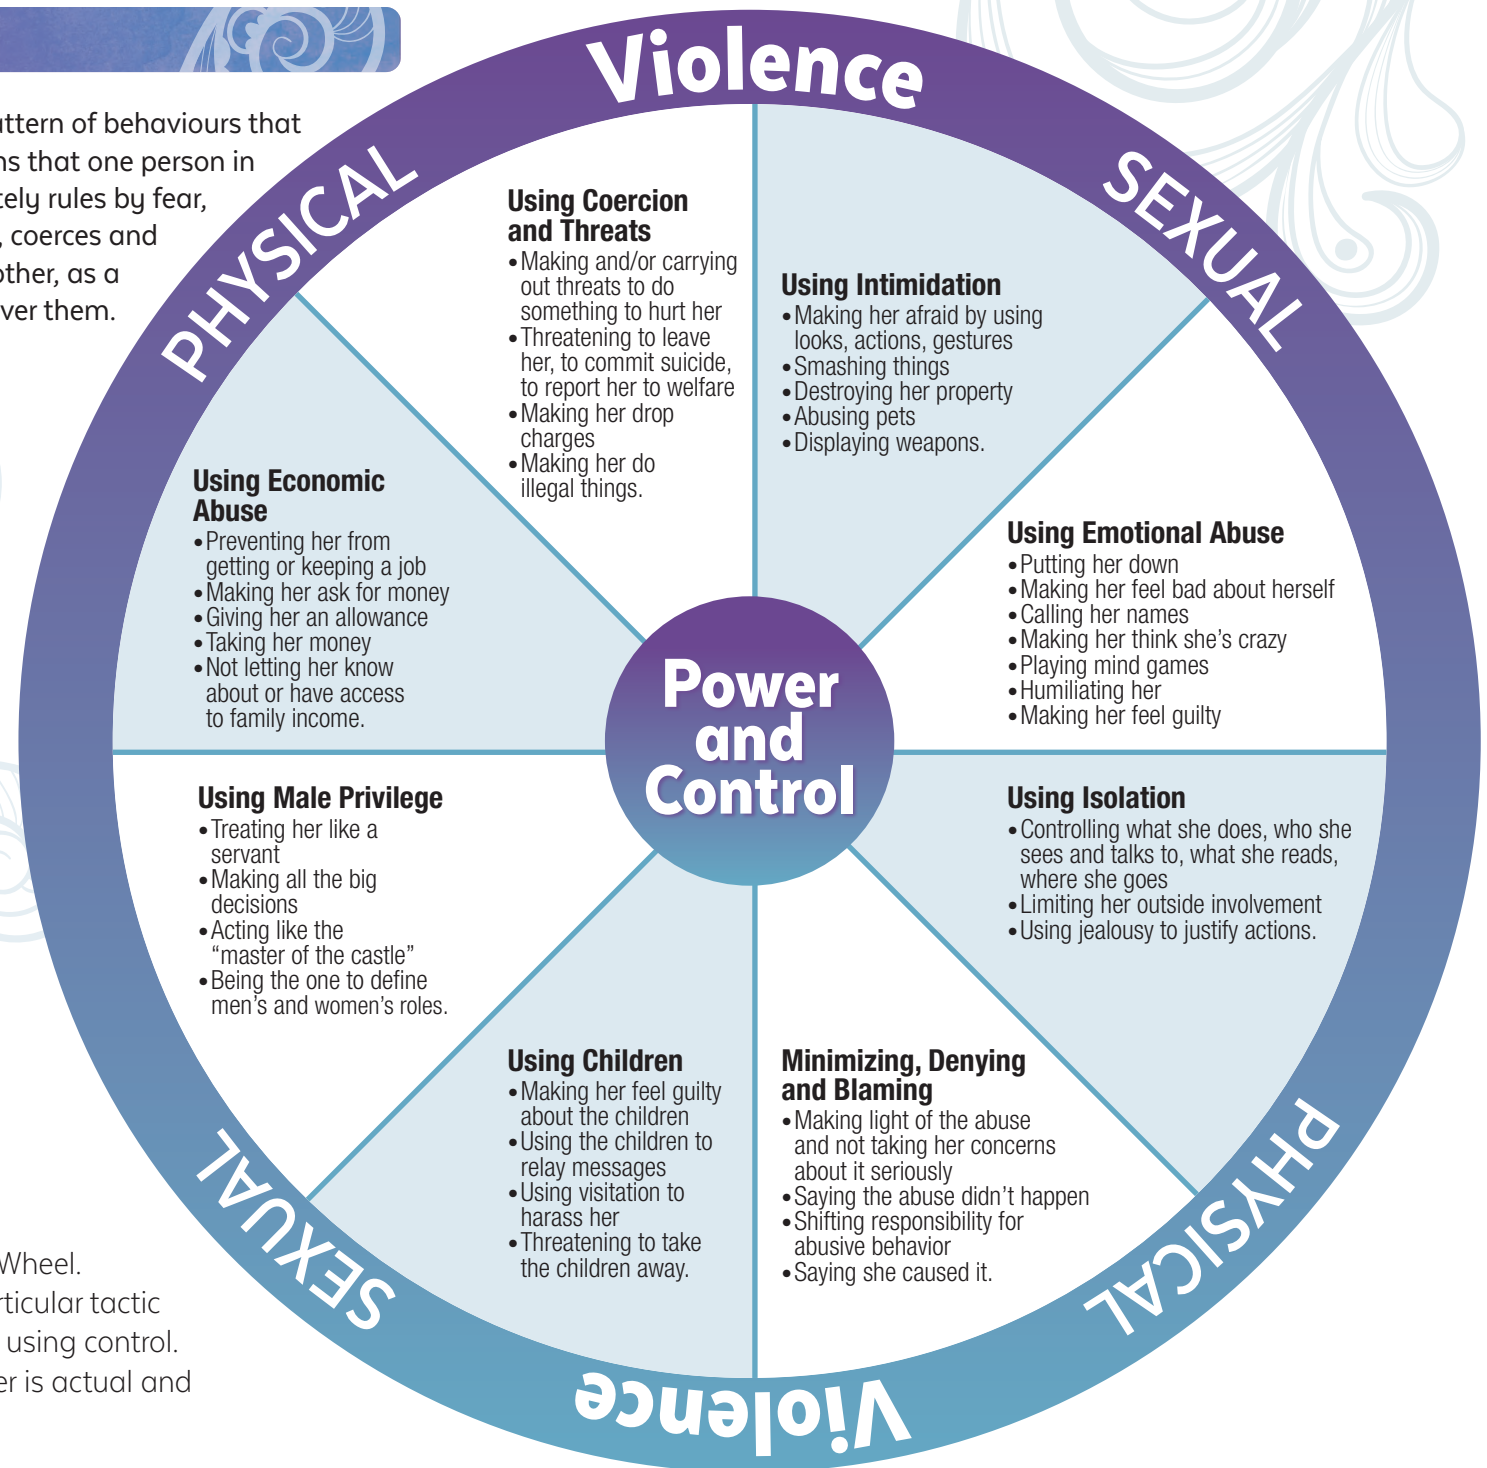 attern of behaviours that
ns that one person in
tely rules by fear,
, coerces and
other, as a
ver them.
Violence
PHYSICAL
SEXUAL
Using Coercion
and Threats
• Making and/or carrying
out threats to do
something to hurt her
• Threatening to leave
her, to commit suicide,
to report her to welfare
• Making her drop
charges
• Making her do
illegal things.
Using Intimidation
• Making her afraid by using
looks, actions, gestures
• Smashing things
• Destroying her property
• Abusing pets
• Displaying weapons.
Using Economic
Abuse
• Preventing her from
getting or keeping a job
• Making her ask for money
• Giving her an allowance
• Taking her money
• Not letting her know
about or have access
to family income.
Using Emotional Abuse
• Putting her down
• Making her feel bad about herself
• Calling her names
• Making her think she's crazy
• Playing mind games
• Humiliating her
• Making her feel guilty
Power
and
Control
Using Male Privilege
• Treating her like a
servant
• Making all the big
decisions
• Acting like the
“master of the castle”
• Being the one to define
men's and women's roles.
Using Isolation
• Controlling what she does, who she
sees and talks to, what she reads,
where she goes
• Limiting her outside involvement
• Using jealousy to justify actions.
Using Children
• Making her feel guilty
about the children
• Using the children to
relay messages
• Using visitation to
harass her
• Threatening to take
the children away.
Minimizing, Denying
and Blaming
• Making light of the abuse
and not taking her concerns
about it seriously
• Saying the abuse didn't happen
• Shifting responsibility for
abusive behavior
• Saying she caused it.
SEXUAL
PHYSICAL
Violence
Wheel.
rticular tactic
using control.
er is actual and